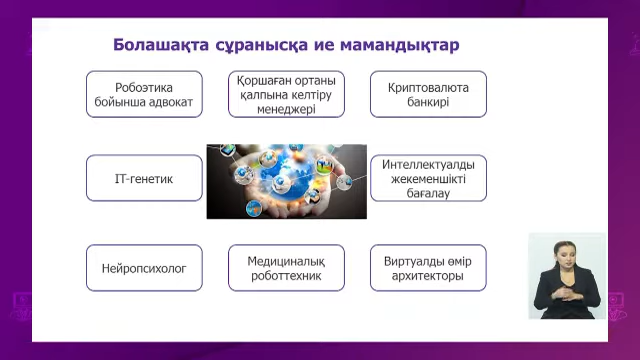 Болашақта сұранысқа ие мамандықтар
Робоэтика
бойынша адвокат
Қоршаған ортаны
қалпына келтіру
менеджері
Криптовалюта
банкирі
IT-генетик
Интеллектуалды
жекеменшікті
бағалау
Нейропсихолог
Медициналық
роботтехник
Виртуалды өмір
архитекторы